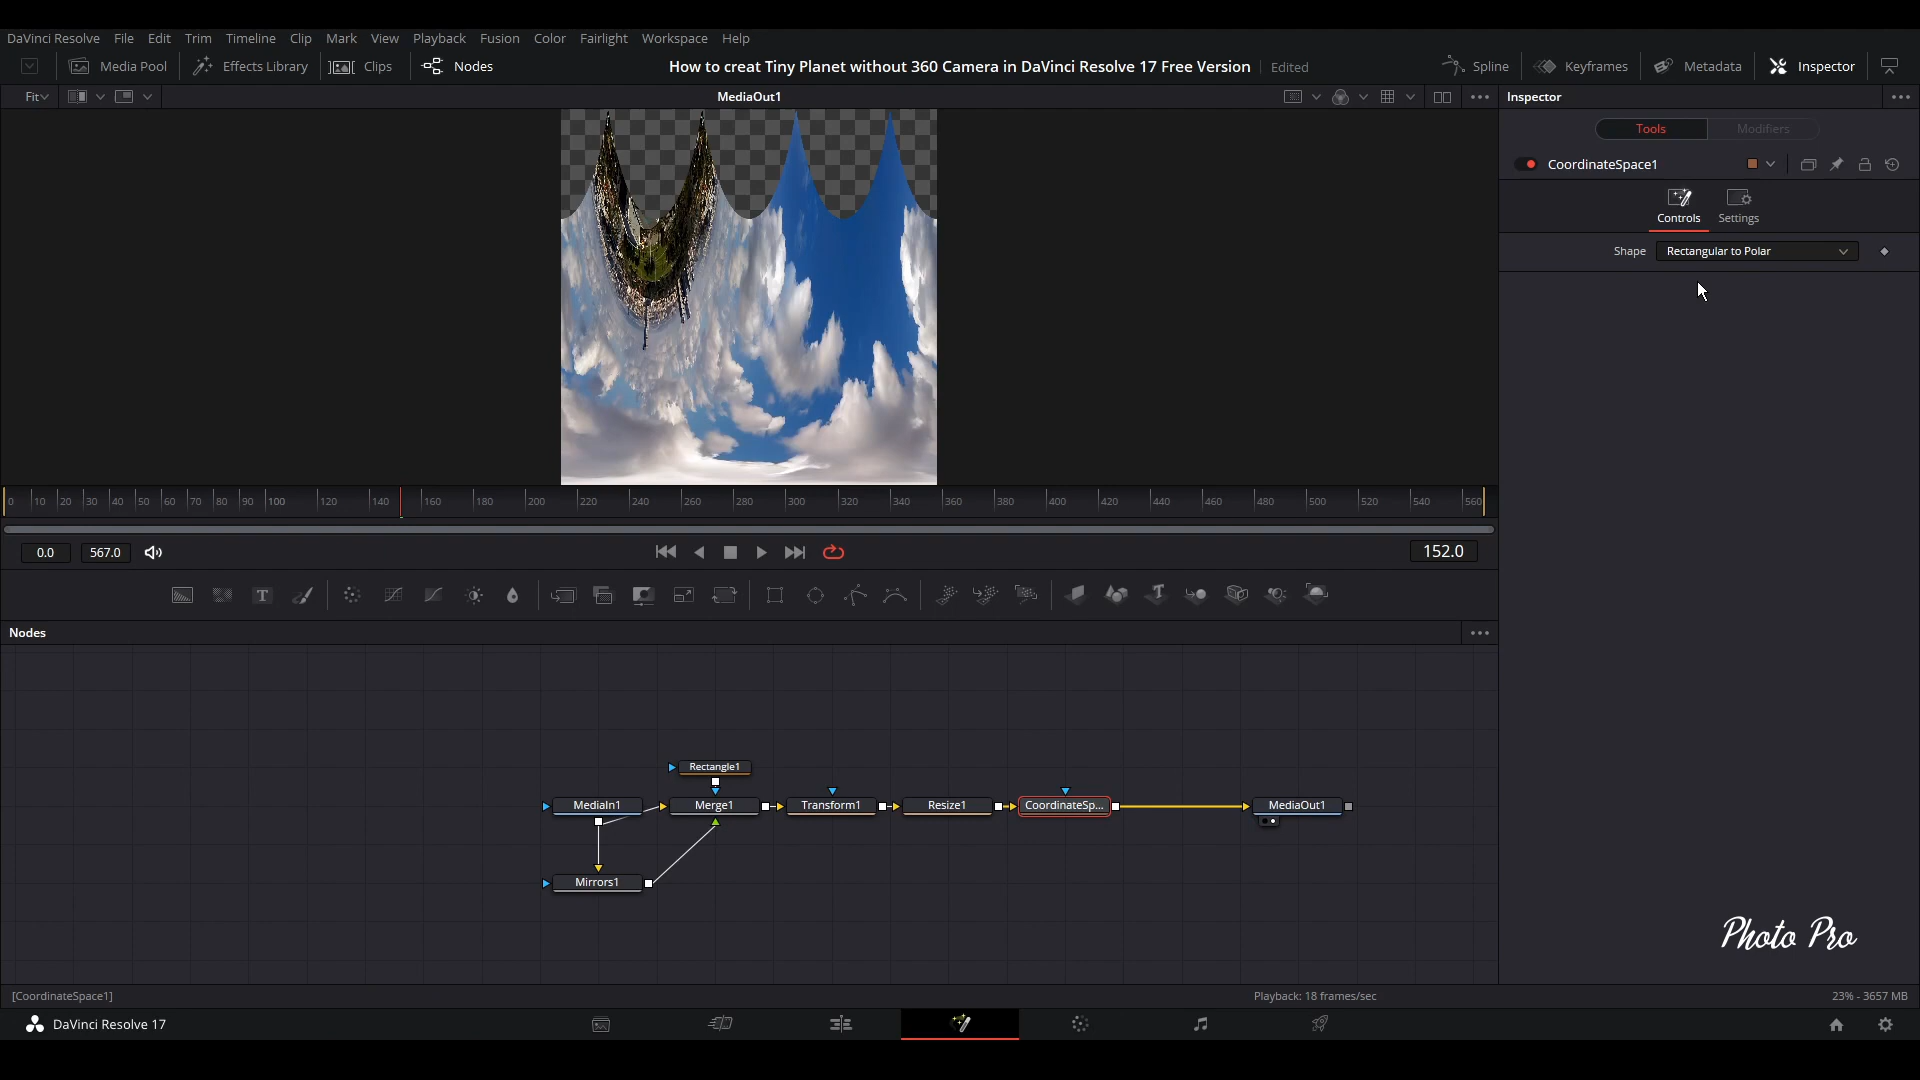 DaVinci Resolve File Edit Trim Timeline Clip Mark View Playback Fusion Color Fairlight Workspace Help
Media Pool Effects Library Clips Nodes How to creat Tiny Planet without 360 Camera in DaVinci Resolve 17 Free Version Edited Spline Keyframes Metadata Inspector
Fit MediaOut1 Inspector
Tools Modifiers
CoordinateSpace1
Controls Settings
Shape Rectangular to Polar
0 10 20 30 40 50 60 70 80 90 100 120 140 160 180 200 220 240 260 280 300 320 340 360 380 400 420 440 460 480 500 520 540 560
0.0 567.0 152.0
T T
Nodes
Rectangle1
MediaIn1 Merge1 Transform1 Resize1 CoordinateSp... MediaOut1
Mirrors1
Photo Pro
[CoordinateSpace1] Playback: 18 frames/sec 23% - 3657 MB
DaVinci Resolve 17